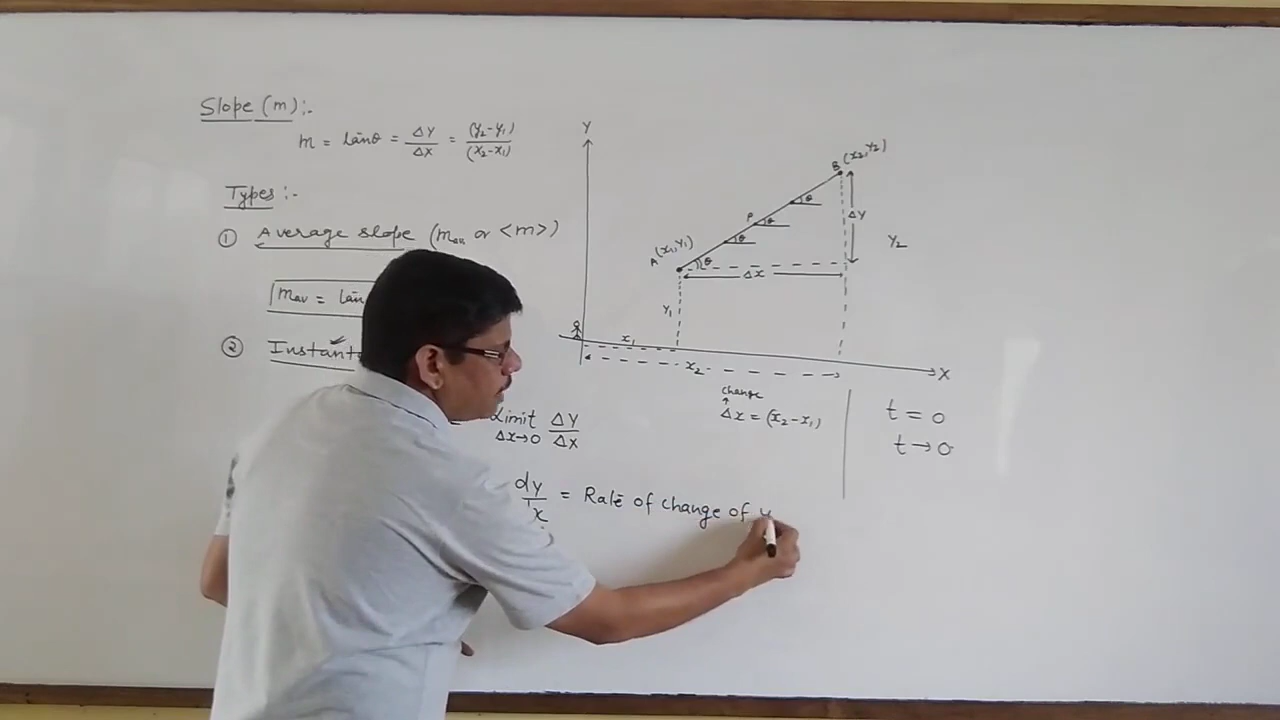 Slope (m):-
m = tanθ = ΔY/ΔX = (y₂-y₁)/(x₂-x₁)
Types :-
① Average slope (mav or <m>)
mav = tan
② Instant
Limit ΔY/ΔX
Δx→0
dy/dx = Rate of change of y
Y
B (x₂,y₂)
θ
P θ
θ
A (x₁,y₁) θ
ΔY
Y₂
Δx
Y₁
x₁
x₂
X
change
Δx = (x₂-x₁)
t = 0
t→0